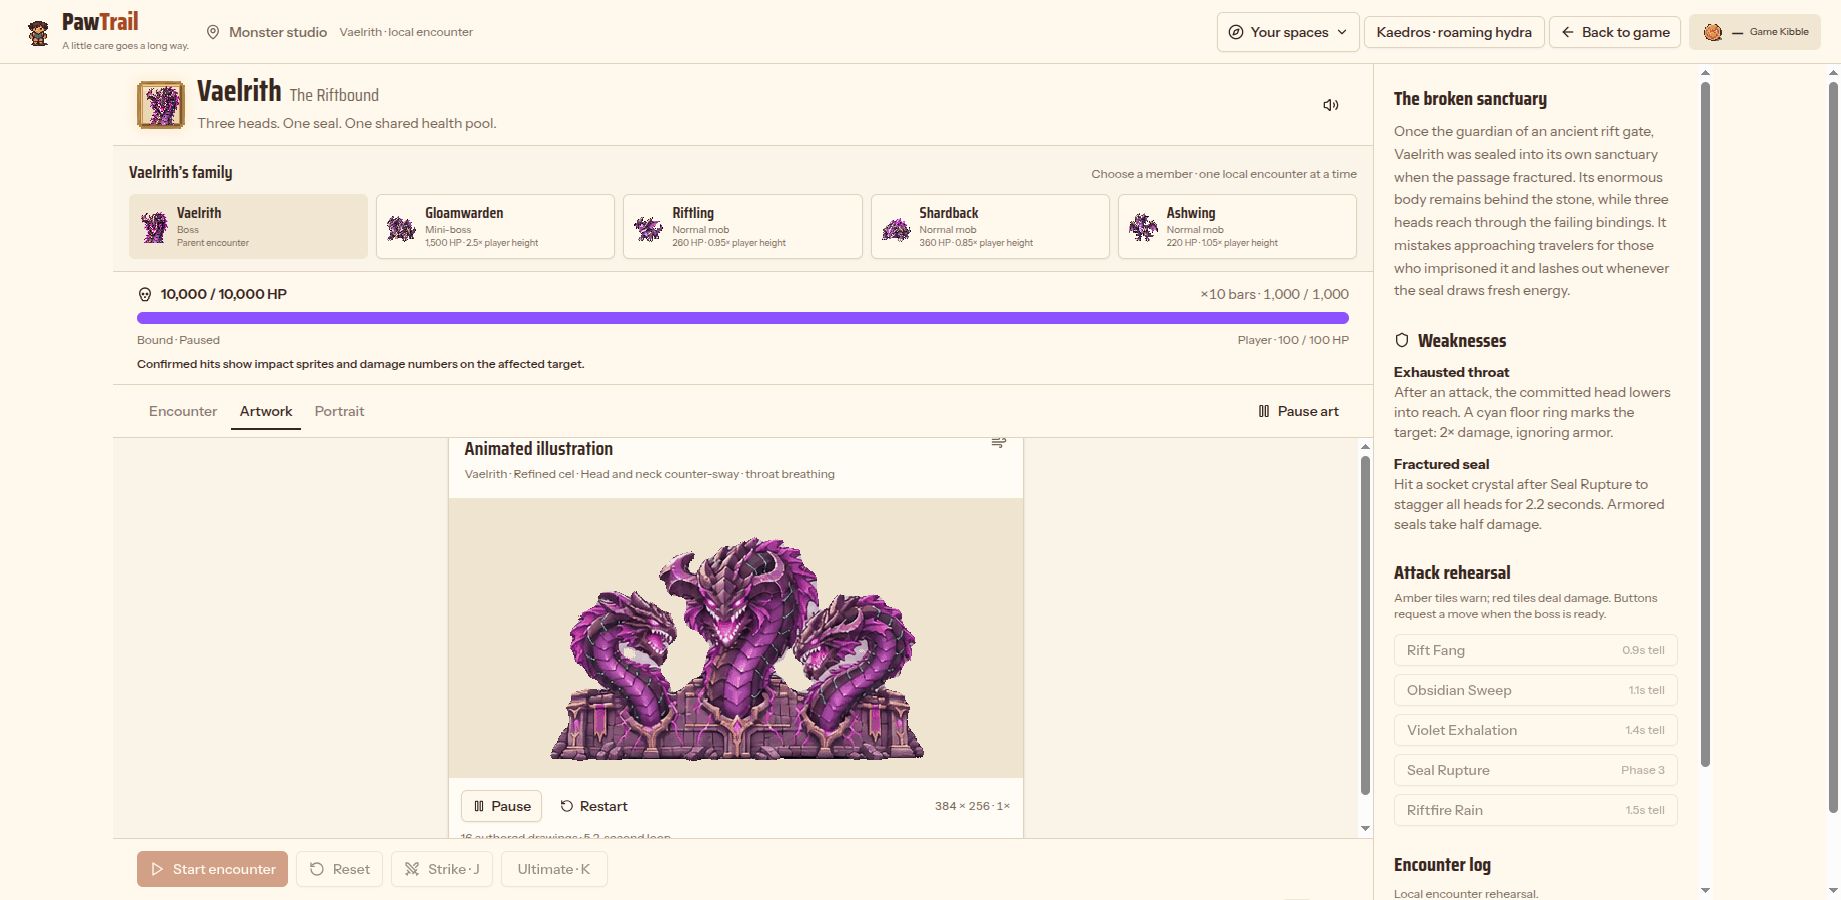 PawTrail
A little care goes a long way.
Monster studio
Vaelrith · local encounter
Your spaces
Kaedros · roaming hydra
Back to game
— Game Kibble
Vaelrith The Riftbound
Three heads. One seal. One shared health pool.
Vaelrith's family
Choose a member · one local encounter at a time
Vaelrith
Boss
Parent encounter
Gloamwarden
Mini-boss
1,500 HP · 2.5× player height
Riftling
Normal mob
260 HP · 0.95× player height
Shardback
Normal mob
360 HP · 0.85× player height
Ashwing
Normal mob
220 HP · 1.05× player height
10,000 / 10,000 HP
×10 bars · 1,000 / 1,000
Bound · Paused
Player · 100 / 100 HP
Confirmed hits show impact sprites and damage numbers on the affected target.
Encounter
Artwork
Portrait
Pause art
Animated illustration
Vaelrith · Refined cel · Head and neck counter-sway · throat breathing
Pause
Restart
384 × 256 · 1×
16 authored drawings · 5.2-second loop
Start encounter
Reset
Strike · J
Ultimate · K
The broken sanctuary
Once the guardian of an ancient rift gate,
Vaelrith was sealed into its own sanctuary
when the passage fractured. Its enormous
body remains behind the stone, while three
heads reach through the failing bindings. It
mistakes approaching travelers for those
who imprisoned it and lashes out whenever
the seal draws fresh energy.
Weaknesses
Exhausted throat
After an attack, the committed head lowers
into reach. A cyan floor ring marks the
target: 2× damage, ignoring armor.
Fractured seal
Hit a socket crystal after Seal Rupture to
stagger all heads for 2.2 seconds. Armored
seals take half damage.
Attack rehearsal
Amber tiles warn; red tiles deal damage. Buttons
request a move when the boss is ready.
Rift Fang
0.9s tell
Obsidian Sweep
1.1s tell
Violet Exhalation
1.4s tell
Seal Rupture
Phase 3
Riftfire Rain
1.5s tell
Encounter log
Local encounter rehearsal.